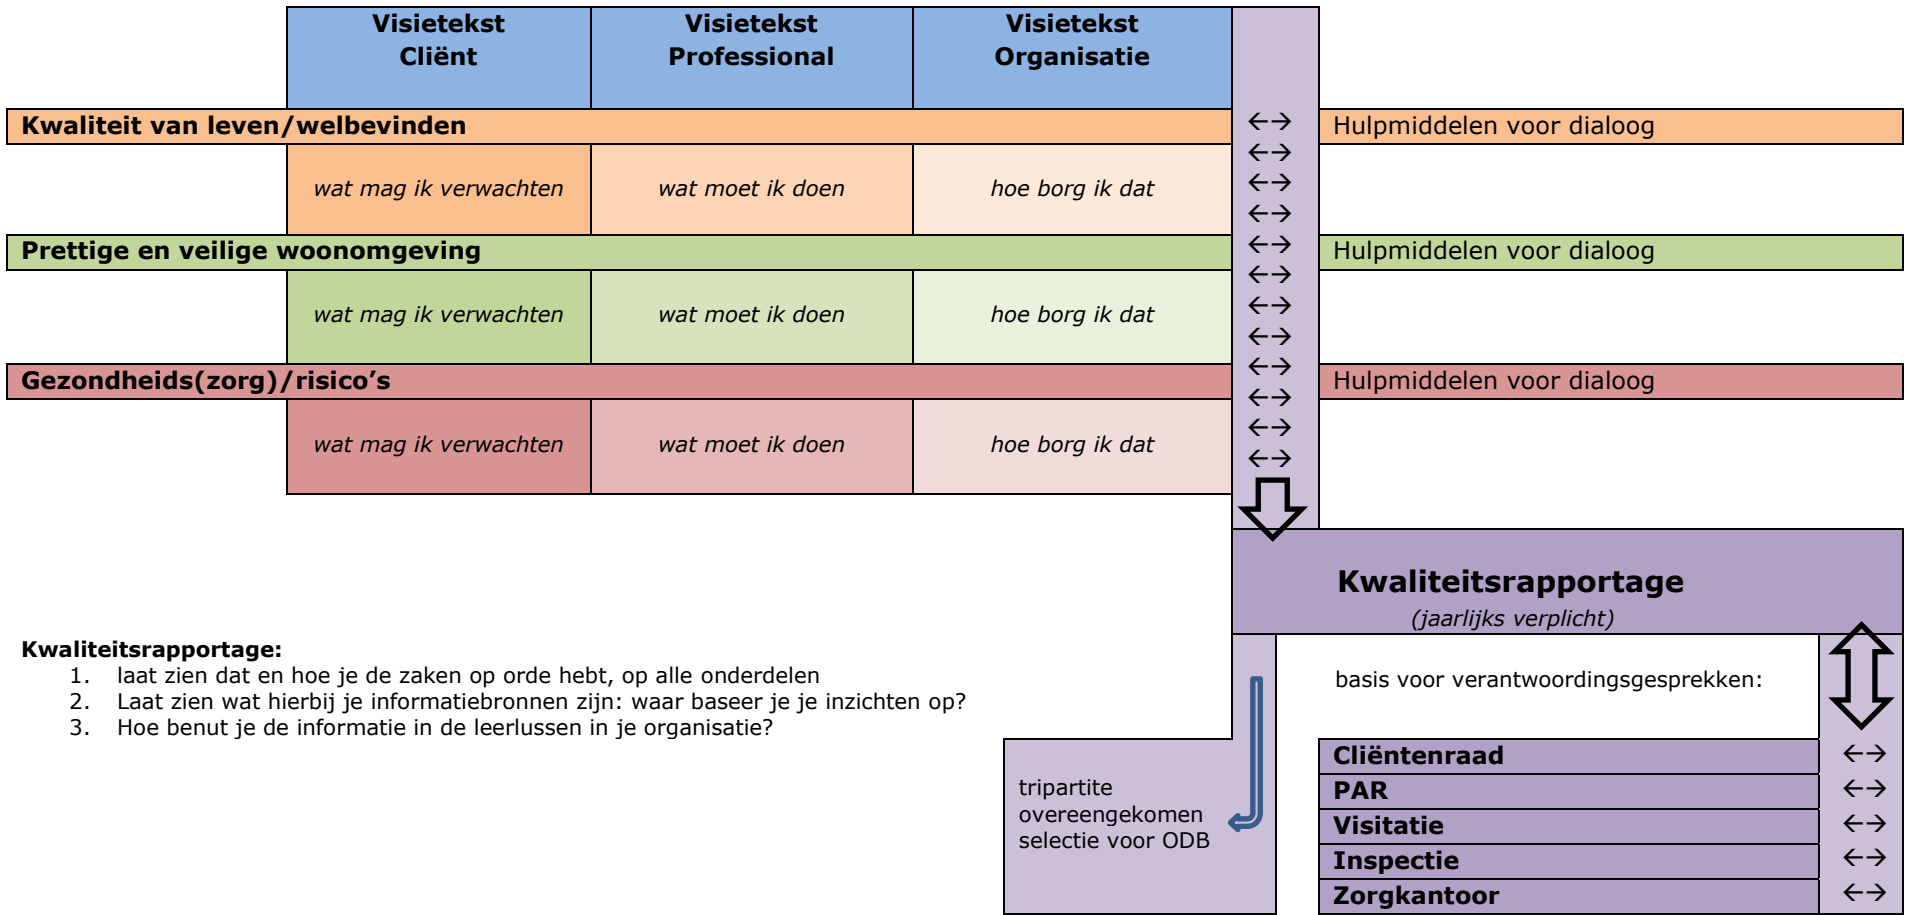 Visietekst
Cliënt
Visietekst
Professional
Visietekst
Organisatie
Kwaliteit van leven/welbevinden
←→
Hulpmiddelen voor dialoog
←→
wat mag ik verwachten
wat moet ik doen
hoe borg ik dat
←→
←→
Prettige en veilige woonomgeving
←→
Hulpmiddelen voor dialoog
←→
wat mag ik verwachten
wat moet ik doen
hoe borg ik dat
←→
←→
Gezondheids(zorg)/risico’s
←→
Hulpmiddelen voor dialoog
←→
wat mag ik verwachten
wat moet ik doen
hoe borg ik dat
←→
←→
Kwaliteitsrapportage
(jaarlijks verplicht)
Kwaliteitsrapportage:
1. laat zien dat en hoe je de zaken op orde hebt, op alle onderdelen
2. Laat zien wat hierbij je informatiebronnen zijn: waar baseer je je inzichten op?
3. Hoe benut je de informatie in de leerlussen in je organisatie?
basis voor verantwoordingsgesprekken:
tripartite
overeengekomen
selectie voor ODB
Cliëntenraad
←→
PAR
←→
Visitatie
←→
Inspectie
←→
Zorgkantoor
←→